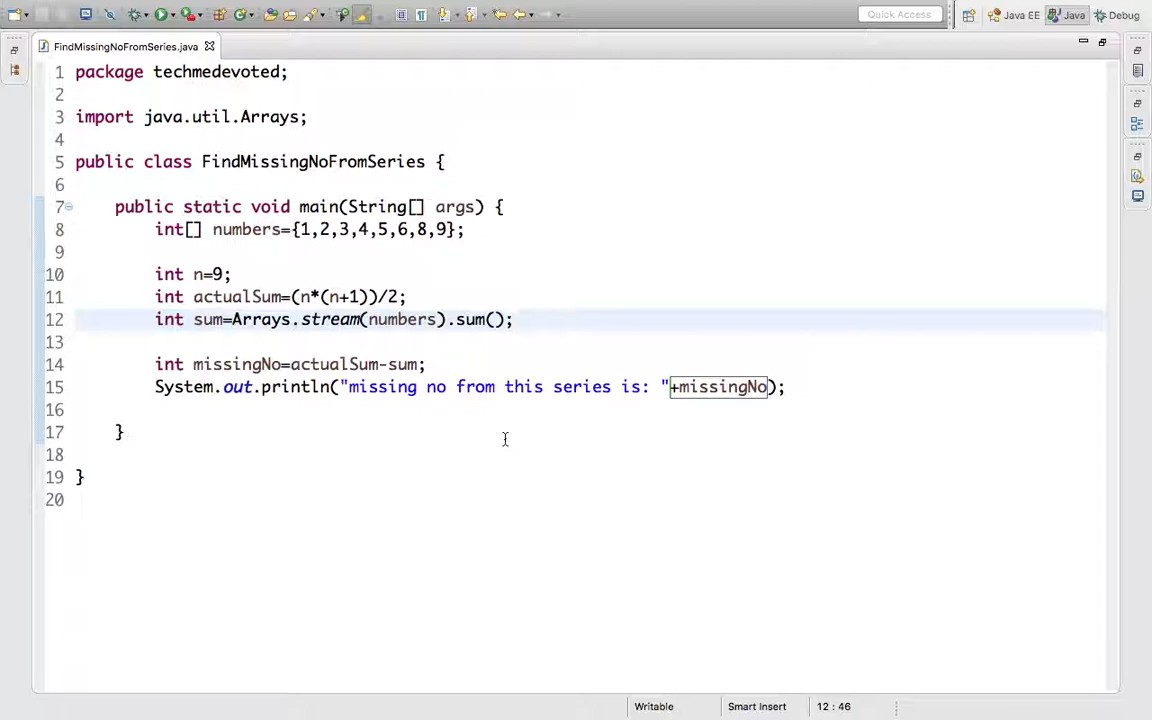 Quick Access
Java EE
Java
Debug
FindMissingNoFromSeries.java
1 package techmedevoted;
2
3 import java.util.Arrays;
4
5 public class FindMissingNoFromSeries {
6
7 public static void main(String[] args) {
8 int[] numbers={1,2,3,4,5,6,8,9};
9
10 int n=9;
11 int actualSum=(n*(n+1))/2;
12 int sum=Arrays.stream(numbers).sum();
13
14 int missingNo=actualSum-sum;
15 System.out.println("missing no from this series is: "+missingNo);
16
17 }
18
19 }
20
Writable
Smart Insert
12 : 46